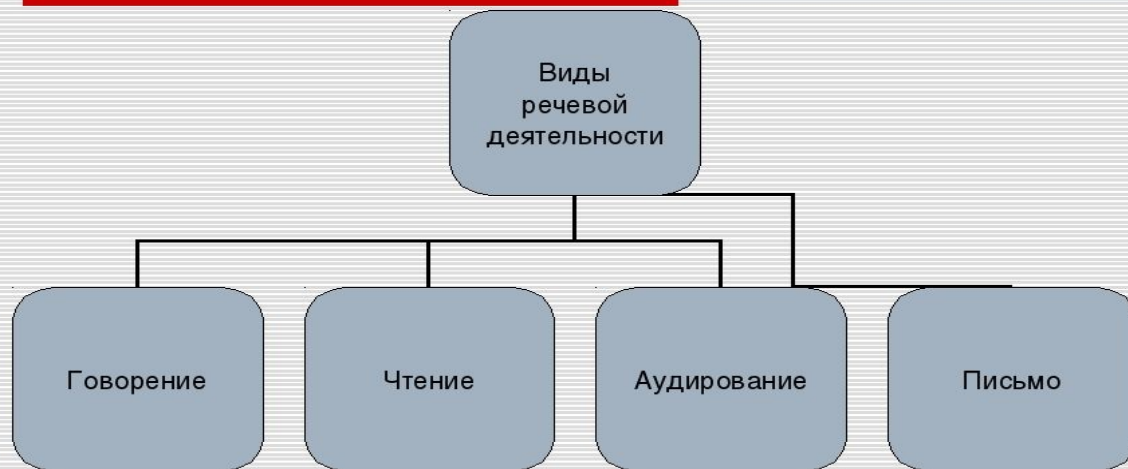 Виды
речевой
деятельности
Говорение
Чтение
Аудирование
Письмо